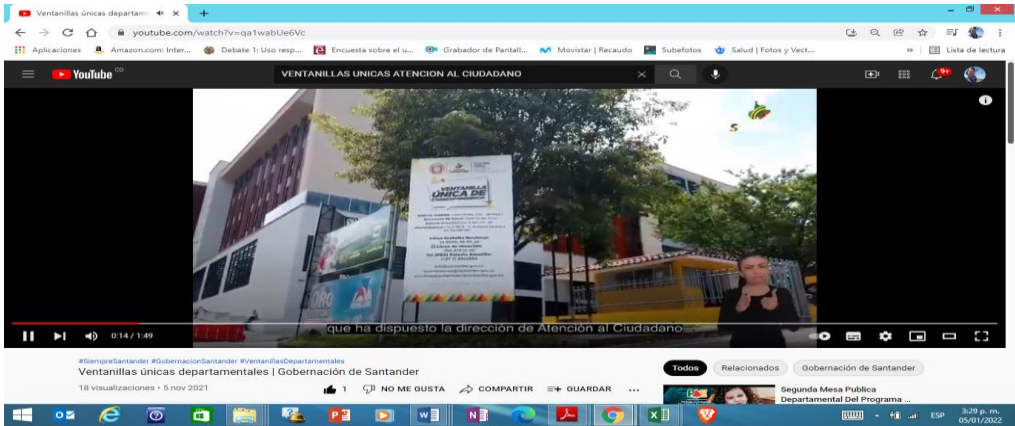 Ventanillas únicas departame
youtube.com/watch?v=qa1wabUe6Vc
Aplicaciones
Amazon.com: Inter...
Debate 1: Uso resp...
Encuesta sobre el u...
Grabador de Pantall...
Movistar | Recaudo
Subefotos
Salud | Fotos y Vect...
»
Lista de lectura
YouTube CO
VENTANILLAS UNICAS ATENCION AL CIUDADANO
9+
S
VENTANILLA
ÚNICA DE
CORRESPONDENCIA
que ha dispuesto la dirección de Atención al Ciudadano
0:14 / 1:49
#SiempreSantander #GobernacionSantander #VentanillasDepartamentales
Ventanillas únicas departamentales | Gobernación de Santander
18 visualizaciones • 5 nov 2021
1
NO ME GUSTA
COMPARTIR
GUARDAR
...
Todos
Relacionados
Gobernación de Santander
Segunda Mesa Publica
Departamental Del Programa ...
ESP
3:29 p. m.
05/01/2022